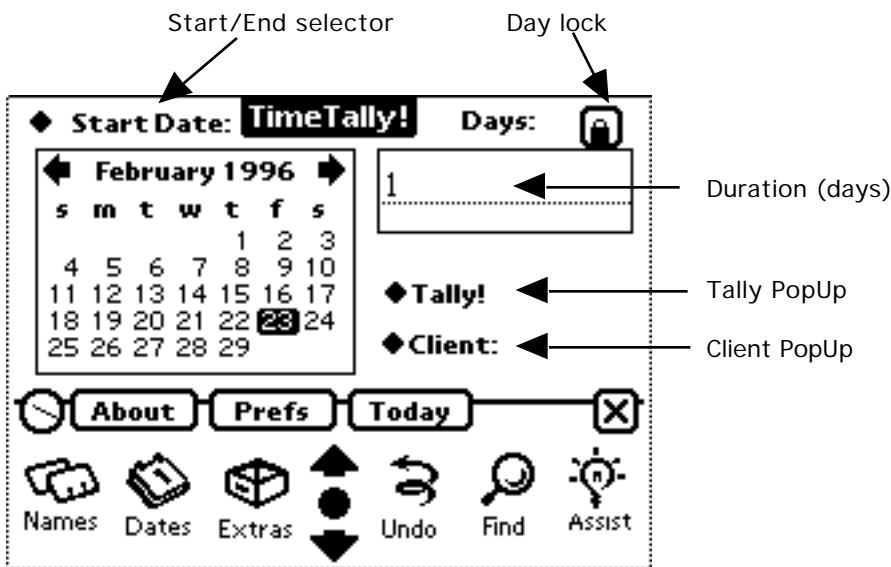 Start/End selector Day lock
Start Date: TimeTally! Days:
February 1996
1 Duration (days)
s m t w t f s
1 2 3
4 5 6 7 8 9 10
11 12 13 14 15 16 17
18 19 20 21 22 23 24
25 26 27 28 29
Tally! Tally PopUp
Client: Client PopUp
About Prefs Today
Names Dates Extras Undo Find Assist